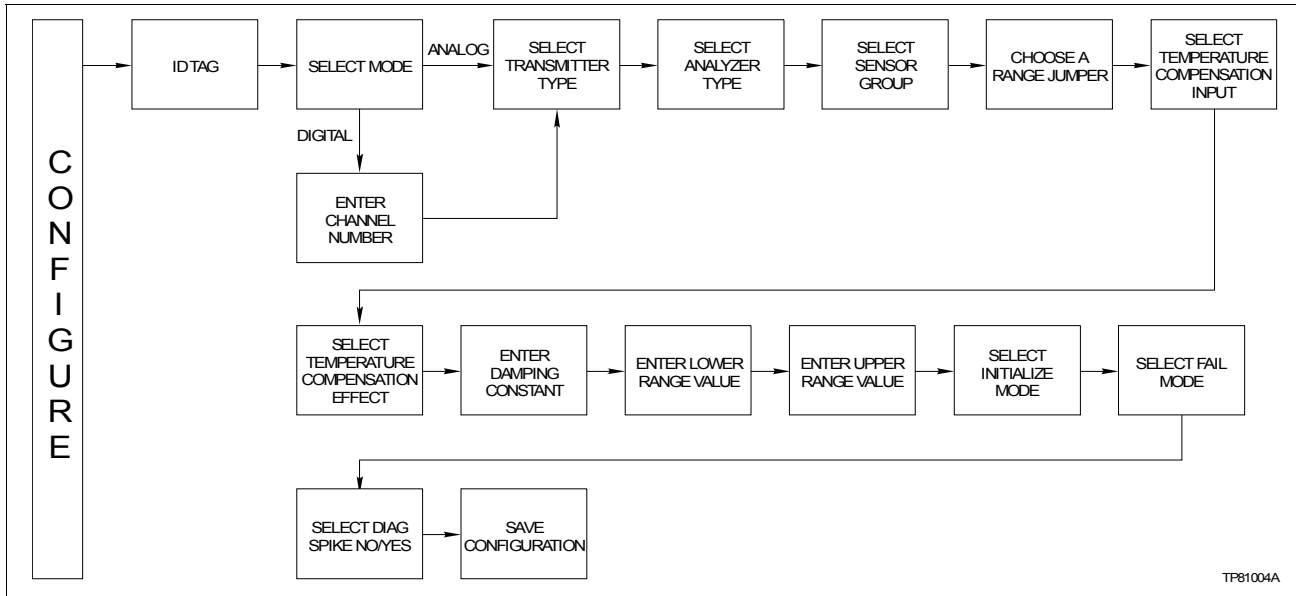 CONFIGURE
ID TAG
SELECT MODE
ANALOG
DIGITAL
ENTER
CHANNEL
NUMBER
SELECT
TRANSMITTER
TYPE
SELECT
ANALYZER
TYPE
SELECT
SENSOR
GROUP
CHOOSE A
RANGE JUMPER
SELECT
TEMPERATURE
COMPENSATION
INPUT
SELECT
TEMPERATURE
COMPENSATION
EFFECT
ENTER
DAMPING
CONSTANT
ENTER LOWER
RANGE VALUE
ENTER UPPER
RANGE VALUE
SELECT
INITIALIZE
MODE
SELECT FAIL
MODE
SELECT DIAG
SPIKE NO/YES
SAVE
CONFIGURATION
TP81004A